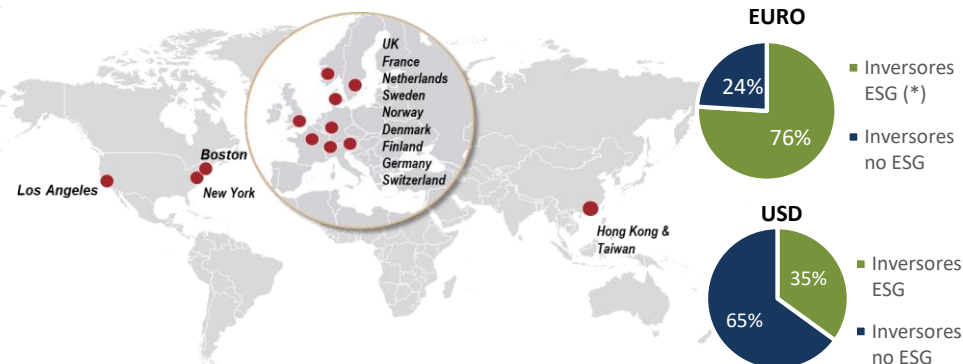 UK
France
Netherlands
Sweden
Norway
Denmark
Finland
Germany
Switzerland
Boston
Los Angeles
New York
Hong Kong &
Taiwan
EURO
24%
76%
Inversores
ESG (*)
Inversores
no ESG
USD
35%
65%
Inversores
ESG
Inversores
no ESG